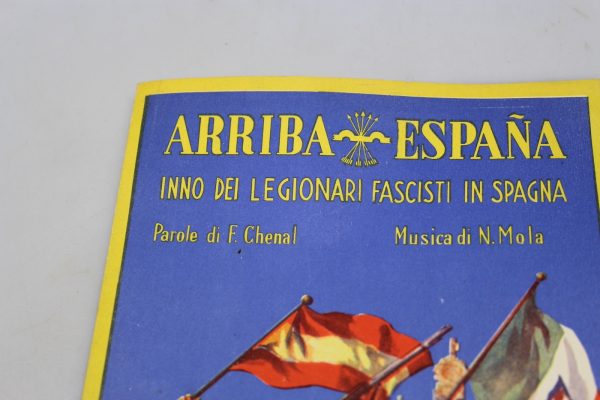 ARRIBA ESPAÑA
INNO DEI LEGIONARI FASCISTI IN SPAGNA
Parole di F. Chenal Musica di N. Mola